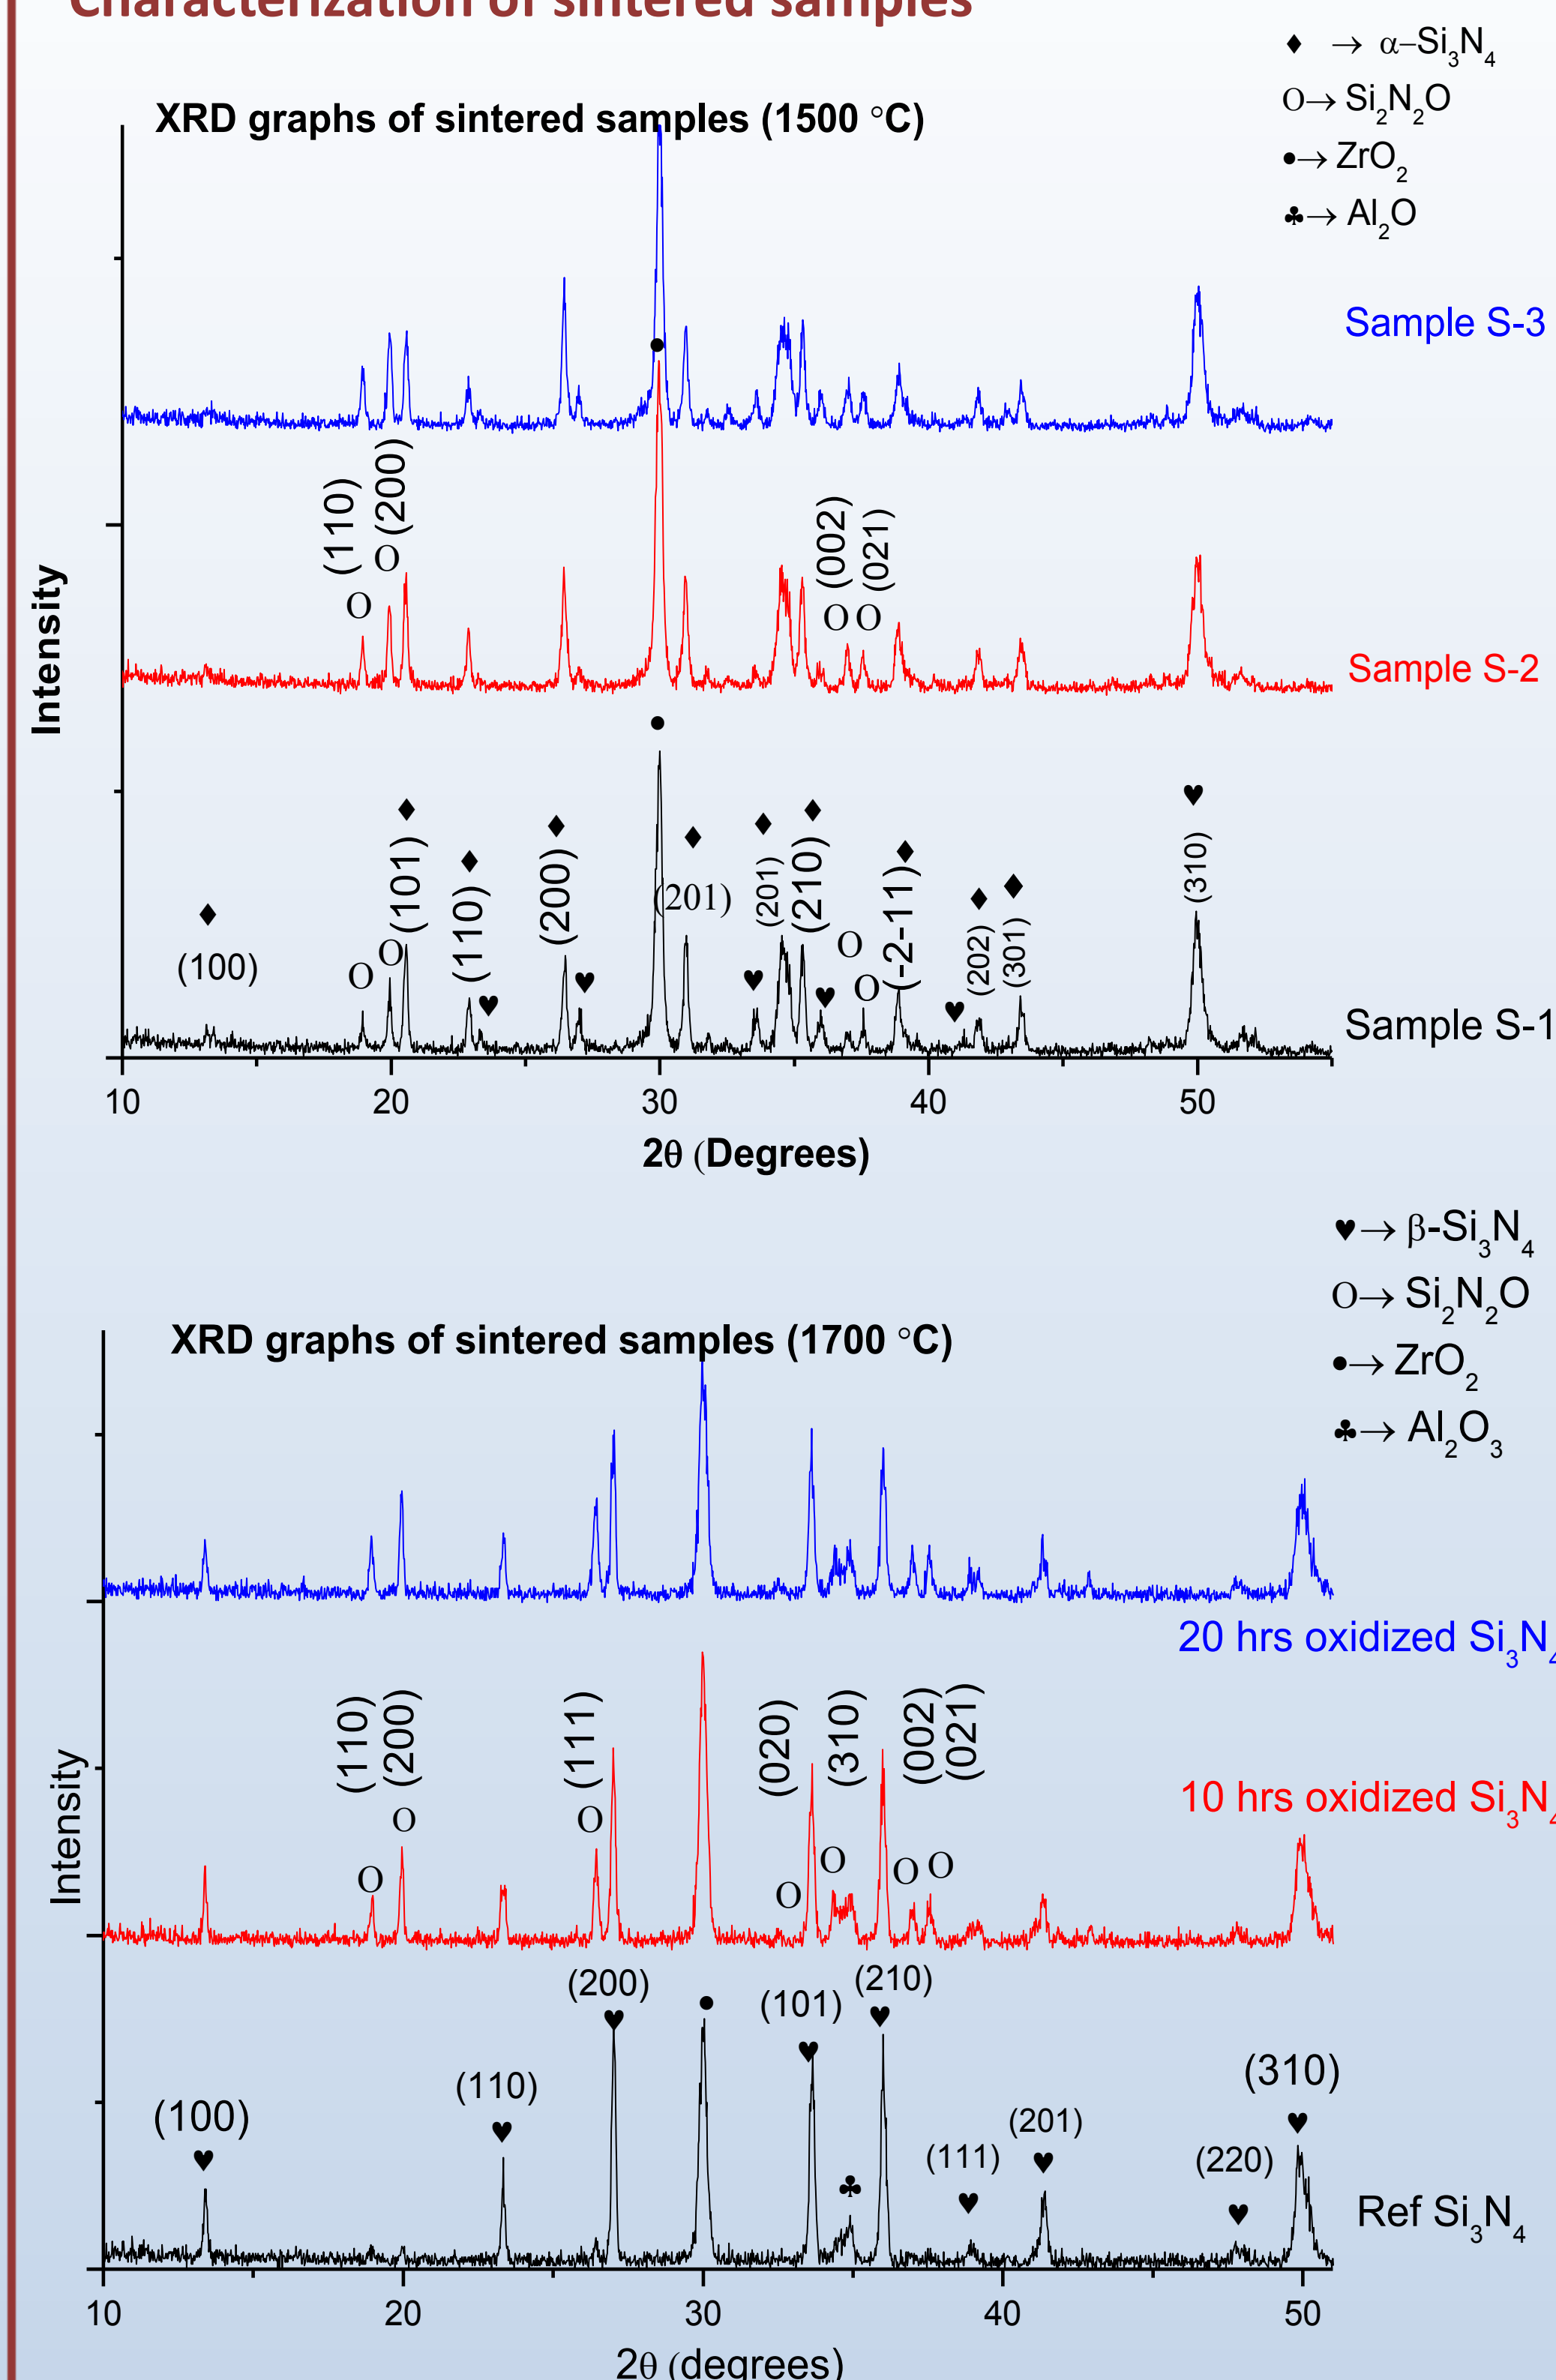 Characterization of sintered samples
♦ → α–Si3N4
O→ Si2N2O
●→ ZrO2
♣→ Al2O
XRD graphs of sintered samples (1500 °C)
Sample S-3
(110)
O
(200)
O
(002)
O
(021)
O
Sample S-2
Intensity
(100)
O
O
(101)
(110)
(200)
(201)
(201)
(210)
O
O
(-2-11)
(202)
(301)
(310)
Sample S-1
10 20 30 40 50
2θ (Degrees)
♥→ β-Si3N4
O→ Si2N2O
●→ ZrO2
♣→ Al2O3
XRD graphs of sintered samples (1700 °C)
20 hrs oxidized Si3N4
(110)
O
(200)
O
(111)
O
(020)
O
(310)
O
(002)
O
(021)
O
10 hrs oxidized Si3N4
Intensity
(100)
(110)
(200)
(101)
(210)
(111)
(201)
(220)
(310)
Ref Si3N4
10 20 30 40 50
2θ (degrees)